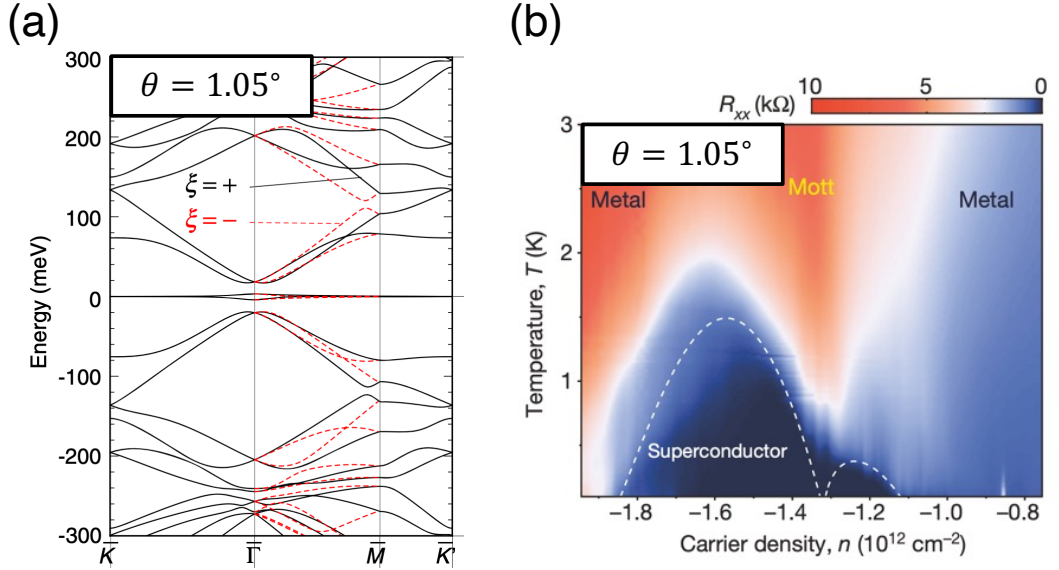 (a)
θ = 1.05°
300
200
100
0
-100
-200
-300
Energy (meV)
ξ = +
ξ = −
K̅
Γ̅
M̅
K̅'
(b)
R_xx (kΩ)
10
5
0
θ = 1.05°
Metal
Mott
Metal
Superconductor
3
2
1
Temperature, T (K)
−1.8
−1.6
−1.4
−1.2
−1.0
−0.8
Carrier density, n (10¹² cm⁻²)